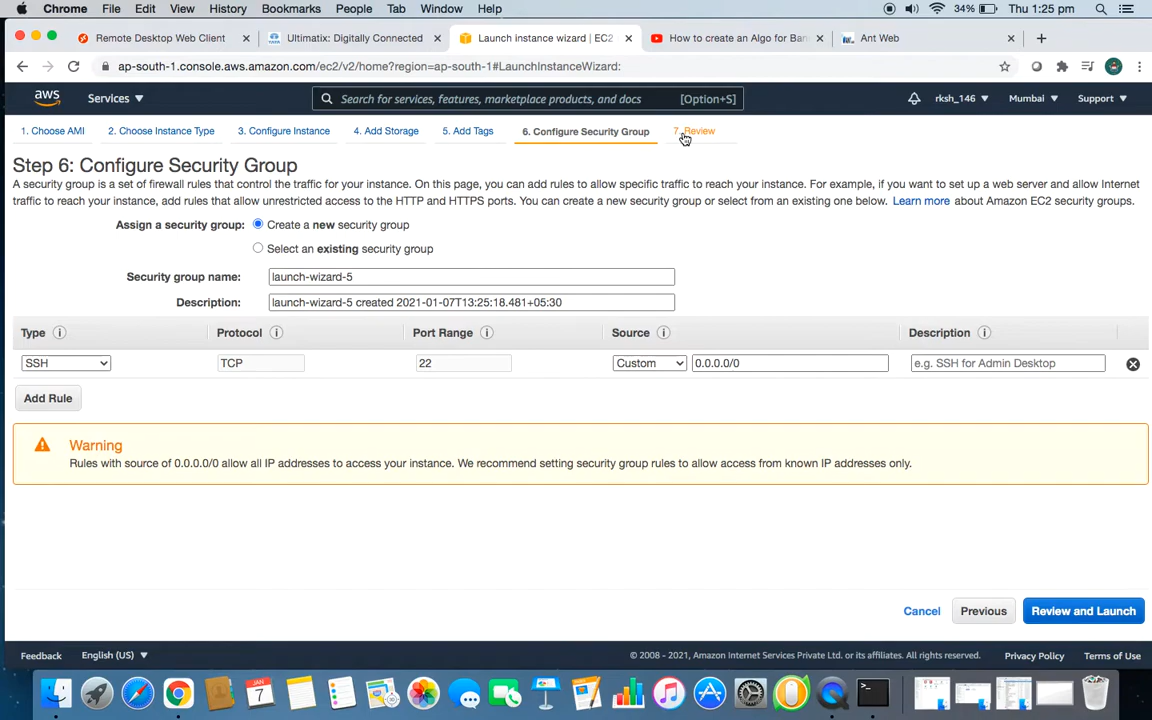 Chrome File Edit View History Bookmarks People Tab Window Help 34% Thu 1:25 pm
Remote Desktop Web Client Ultimatix: Digitally Connected Launch instance wizard | EC2 How to create an Algo for Ban Ant Web
ap-south-1.console.aws.amazon.com/ec2/v2/home?region=ap-south-1#LaunchInstanceWizard:
aws Services Search for services, features, marketplace products, and docs [Option+S] rksh_146 Mumbai Support
1. Choose AMI 2. Choose Instance Type 3. Configure Instance 4. Add Storage 5. Add Tags 6. Configure Security Group 7. Review
Step 6: Configure Security Group
A security group is a set of firewall rules that control the traffic for your instance. On this page, you can add rules to allow specific traffic to reach your instance. For example, if you want to set up a web server and allow Internet
traffic to reach your instance, add rules that allow unrestricted access to the HTTP and HTTPS ports. You can create a new security group or select from an existing one below. Learn more about Amazon EC2 security groups.
Assign a security group: Create a new security group
Select an existing security group
Security group name: launch-wizard-5
Description: launch-wizard-5 created 2021-01-07T13:25:18.481+05:30
Type Protocol Port Range Source Description
SSH TCP 22 Custom 0.0.0.0/0 e.g. SSH for Admin Desktop
Add Rule
Warning
Rules with source of 0.0.0.0/0 allow all IP addresses to access your instance. We recommend setting security group rules to allow access from known IP addresses only.
Cancel Previous Review and Launch
Feedback English (US) © 2008 - 2021, Amazon Internet Services Private Ltd. or its affiliates. All rights reserved. Privacy Policy Terms of Use